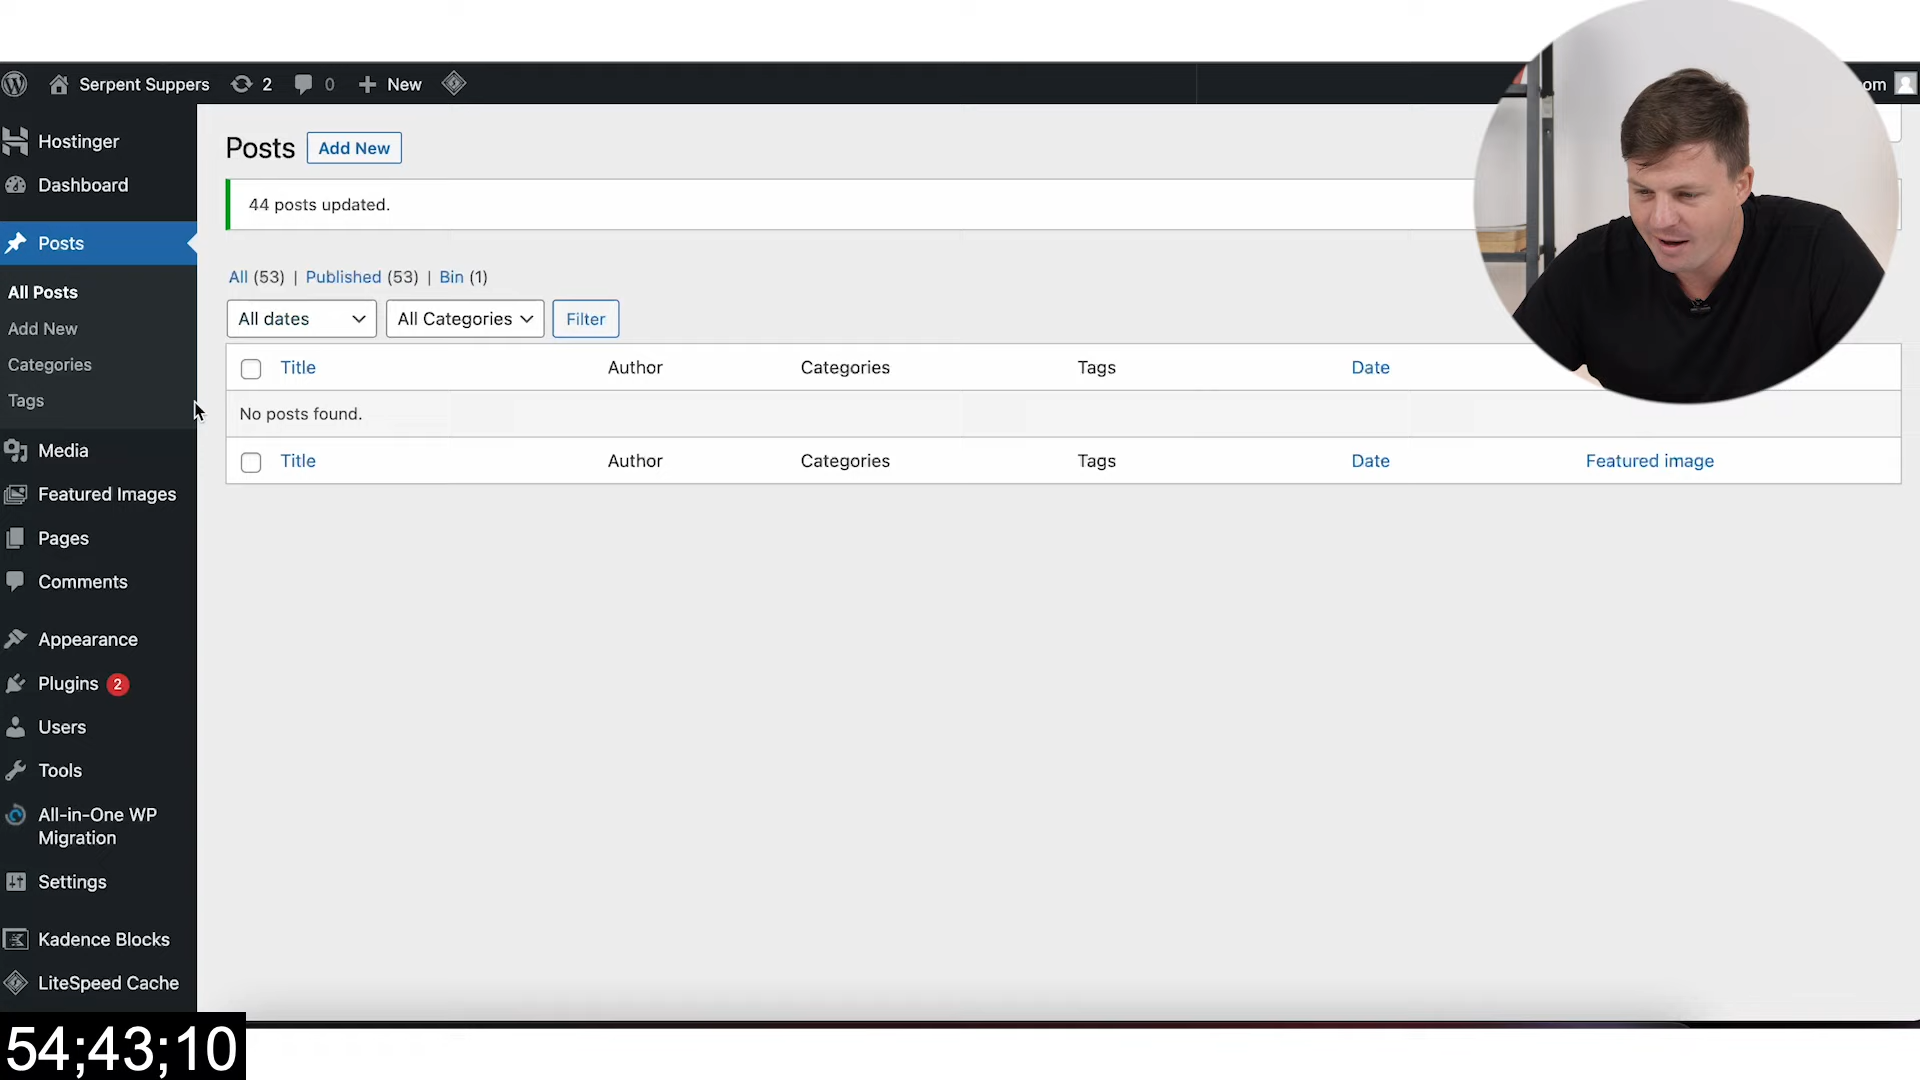 Serpent Suppers 2 0 New om
Hostinger
Dashboard
Posts
All Posts
Add New
Categories
Tags
Media
Featured Images
Pages
Comments
Appearance
Plugins 2
Users
Tools
All-in-One WP
Migration
Settings
Kadence Blocks
LiteSpeed Cache
Posts Add New
44 posts updated.
All (53) | Published (53) | Bin (1)
All dates All Categories Filter
Title Author Categories Tags Date
No posts found.
Title Author Categories Tags Date Featured image
54;43;10